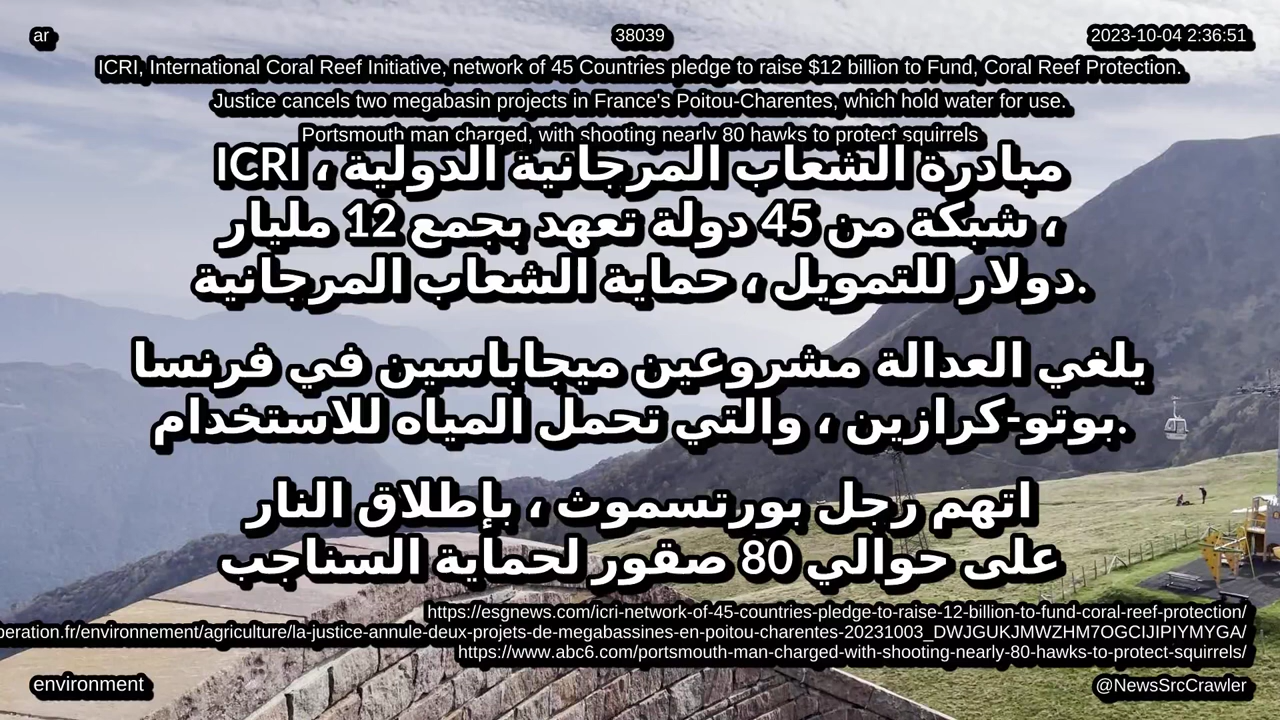 ar
38039
2023-10-04 2:36:51
ICRI, International Coral Reef Initiative, network of 45 Countries pledge to raise $12 billion to Fund, Coral Reef Protection.
Justice cancels two megabasin projects in France's Poitou-Charentes, which hold water for use.
Portsmouth man charged, with shooting nearly 80 hawks to protect squirrels
مبادرة الشعاب المرجانية الدولية ، ICRI
، شبكة من 45 دولة تعهد بجمع 12 مليار
دولار للتمويل ، حماية الشعاب المرجانية.
يلغي العدالة مشروعين ميجاباسين في فرنسا
بوتو-كرازين ، والتي تحمل المياه للاستخدام.
اتهم رجل بورتسموث ، بإطلاق النار
على حوالي 80 صقور لحماية السناجب
https://esgnews.com/icri-network-of-45-countries-pledge-to-raise-12-billion-to-fund-coral-reef-protection/
peration.fr/environnement/agriculture/la-justice-annule-deux-projets-de-megabassines-en-poitou-charentes-20231003_DWJGUKJMWZHM7OGCIJIPIYMYGA/
https://www.abc6.com/portsmouth-man-charged-with-shooting-nearly-80-hawks-to-protect-squirrels/
environment
@NewsSrcCrawler